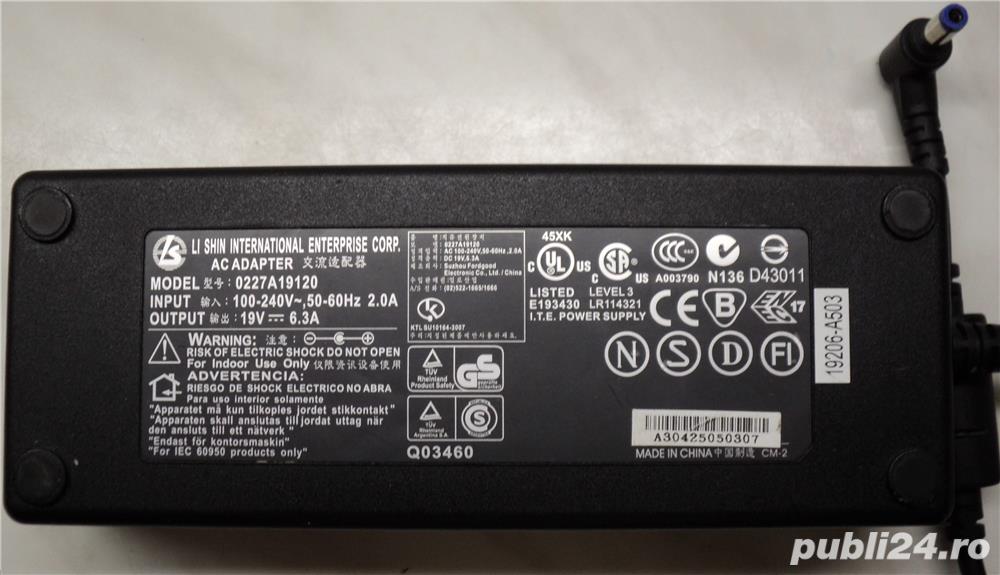 LS
LI SHIN INTERNATIONAL ENTERPRISE CORP.
AC ADAPTER 交流适配器
MODEL 型号: 0227A19120
INPUT 输入: 100-240V~,50-60Hz 2.0A
OUTPUT 输出: 19V 6.3A
WARNING: 注意:
RISK OF ELECTRIC SHOCK DO NOT OPEN
For Indoor Use Only 仅限资讯设备使用
ADVERTENCIA:
RIESGO DE SHOCK ELECTRICO NO ABRA
Para uso interior solamente
"Apparatet må kun tilkoples jordet stikkontakt"
"Apparaten skall anslutas till jordat uttag när
den ansluts till ett nätverk"
"Endast för kontorsmaskin"
"For IEC 60950 products only"
0227A19120
AC 100-240V,50-60Hz,2.0A
DC 19V,6.3A
Suzhou Fordgood
Electronic Co., Ltd. / China
A/S (02)522-1665/1666
KTL SU10164-3007
TÜV
Rheinland
Product Safety
GS
geprüfte
Sicherheit
TÜV
Rheinland
Argentina S.A.
S
Q03460
45XK
C UL US
LISTED
E193430
I.T.E. POWER SUPPLY
C SA US
LEVEL 3
LR114321
CCC
A003790
N
N136
D43011
CE
B
17
N S D FI
19206-A503
A30425050307
MADE IN CHINA 中国制造 CM-2
publi24.ro